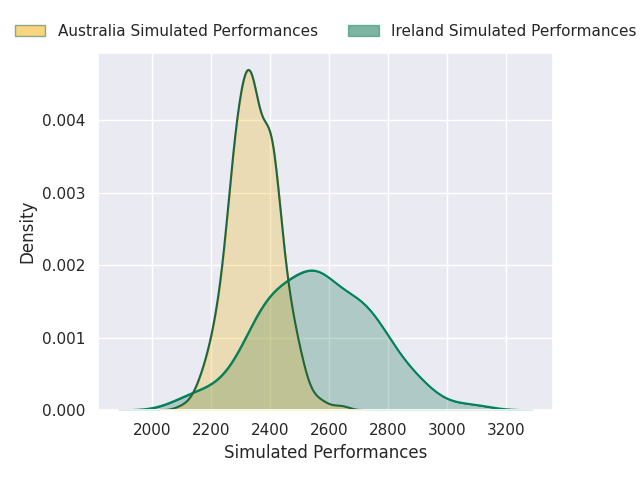 Australia Simulated Performances Ireland Simulated Performances
0.004
0.003
0.002
0.001
0.000
Density
2000 2200 2400 2600 2800 3000 3200
Simulated Performances